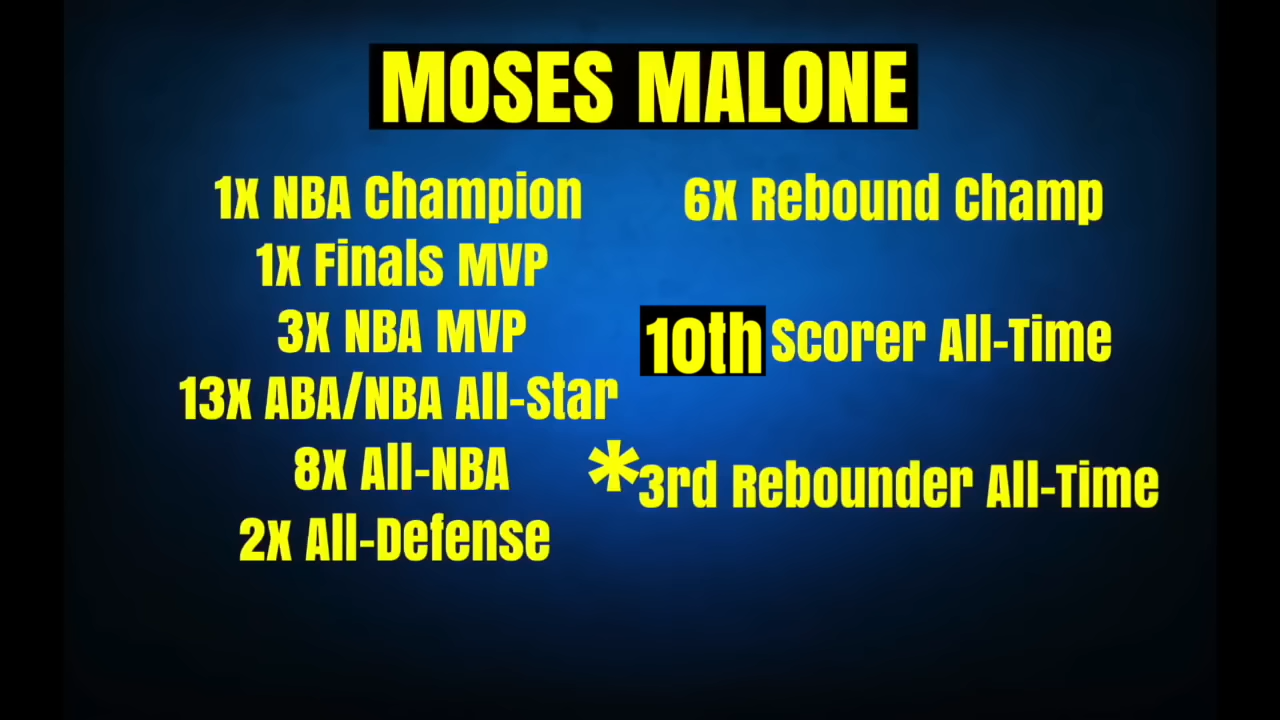 MOSES MALONE
1x NBA Champion
1x Finals MVP
3x NBA MVP
13x ABA/NBA All-Star
8x All-NBA
2x All-Defense
6x Rebound Champ
10th Scorer All-Time
*3rd Rebounder All-Time